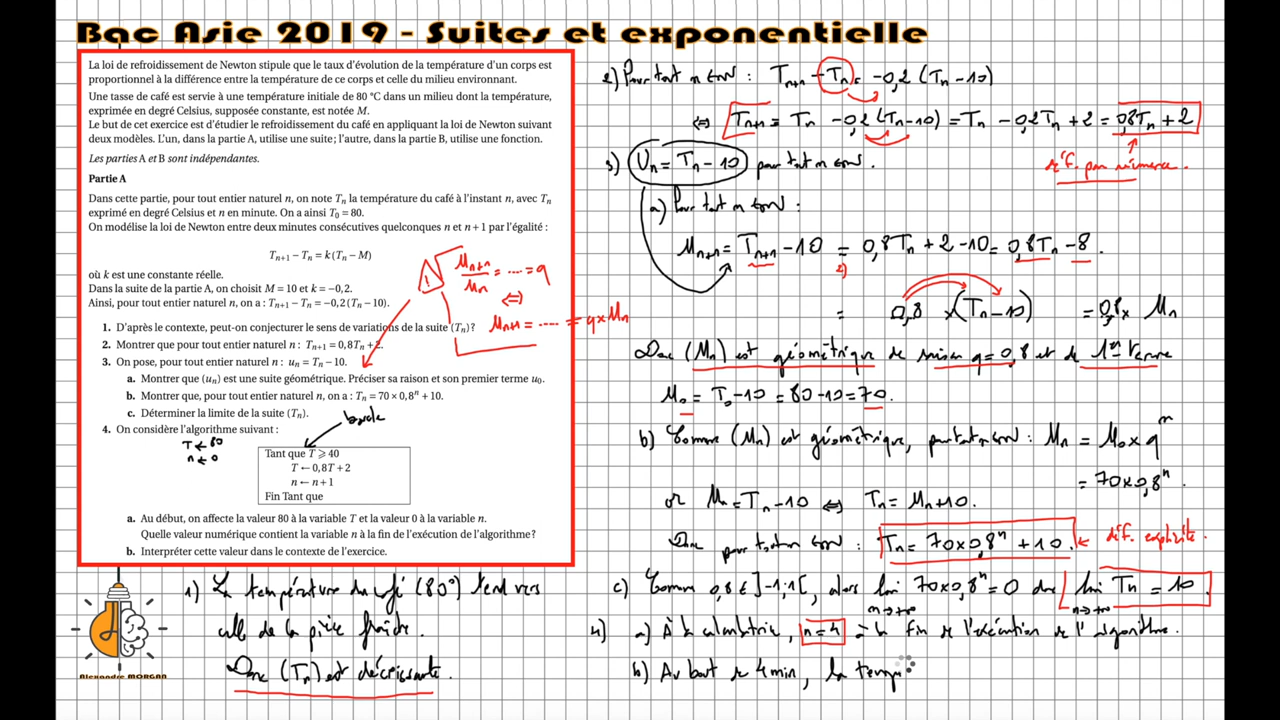 Bac Asie 2019 - Suites et exponentielle
La loi de refroidissement de Newton stipule que le taux d'évolution de la température d'un corps est
proportionnel à la différence entre la température de ce corps et celle du milieu environnant.
Une tasse de café est servie à une température initiale de 80 °C dans un milieu dont la température,
exprimée en degré Celsius, supposée constante, est notée M.
Le but de cet exercice est d'étudier le refroidissement du café en appliquant la loi de Newton suivant
deux modèles. L'un, dans la partie A, utilise une suite; l'autre, dans la partie B, utilise une fonction.
Les parties A et B sont indépendantes.
Partie A
Dans cette partie, pour tout entier naturel n, on note Tn la température du café à l'instant n, avec Tn
exprimé en degré Celsius et n en minute. On a ainsi T0 = 80.
On modélise la loi de Newton entre deux minutes consécutives quelconques n et n+1 par l'égalité :
Tn+1 − Tn = k(Tn − M)
où k est une constante réelle.
Dans la suite de la partie A, on choisit M = 10 et k = −0,2.
Ainsi, pour tout entier naturel n, on a : Tn+1 − Tn = −0,2(Tn − 10).
1. D'après le contexte, peut-on conjecturer le sens de variations de la suite (Tn)?
2. Montrer que pour tout entier naturel n : Tn+1 = 0,8Tn + 2.
3. On pose, pour tout entier naturel n : un = Tn − 10.
a. Montrer que (un) est une suite géométrique. Préciser sa raison et son premier terme u0.
b. Montrer que, pour tout entier naturel n, on a : Tn = 70 × 0,8^n + 10.
c. Déterminer la limite de la suite (Tn).
4. On considère l'algorithme suivant :
T ← 80
n ← 0
boucle
Tant que T ⩾ 40
T ← 0,8T + 2
n ← n + 1
Fin Tant que
a. Au début, on affecte la valeur 80 à la variable T et la valeur 0 à la variable n.
Quelle valeur numérique contient la variable n à la fin de l'exécution de l'algorithme?
b. Interpréter cette valeur dans le contexte de l'exercice.
Un+1/Un = ---- = q
⇔
Un+1 = ---- = q × Un
1) La température du café (80°) tend vers
celle de la pièce froide.
Donc (Tn) est décroissante.
Alexandre MORGAN
2) Pour tout n : Tn+1 − Tn = −0,2(Tn − 10)
⇔ Tn+1 = Tn − 0,2(Tn − 10) = Tn − 0,2Tn + 2 = 0,8Tn + 2
déf. par récurrence.
3) Un = Tn − 10 pour tout n
a) Pour tout n :
Un+1 = Tn+1 − 10 = 0,8Tn + 2 − 10 = 0,8Tn − 8.
2)
= 0,8 × (Tn − 10) = 0,8 × Un
Donc (Un) est géométrique de raison q = 0,8 et de 1er terme
U0 = T0 − 10 = 80 − 10 = 70.
b) Comme (Un) est géométrique, pour tout n : Un = U0 × q^n
= 70 × 0,8^n.
or Un = Tn − 10 ⇔ Tn = Un + 10.
Donc pour tout n : Tn = 70 × 0,8^n + 10. ← déf. explicite.
c) Comme 0,8 ∈ ]−1;1[, alors lim 70 × 0,8^n = 0 donc lim Tn = 10
n→+∞ n→+∞
4) a) À la calculatrice, n = 4 à la fin de l'exécution de l'algorithme.
b) Au bout de 4 min, la temp